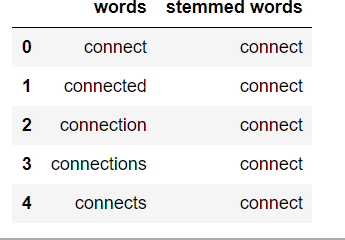 words stemmed words
0 connect connect
1 connected connect
2 connection connect
3 connections connect
4 connects connect